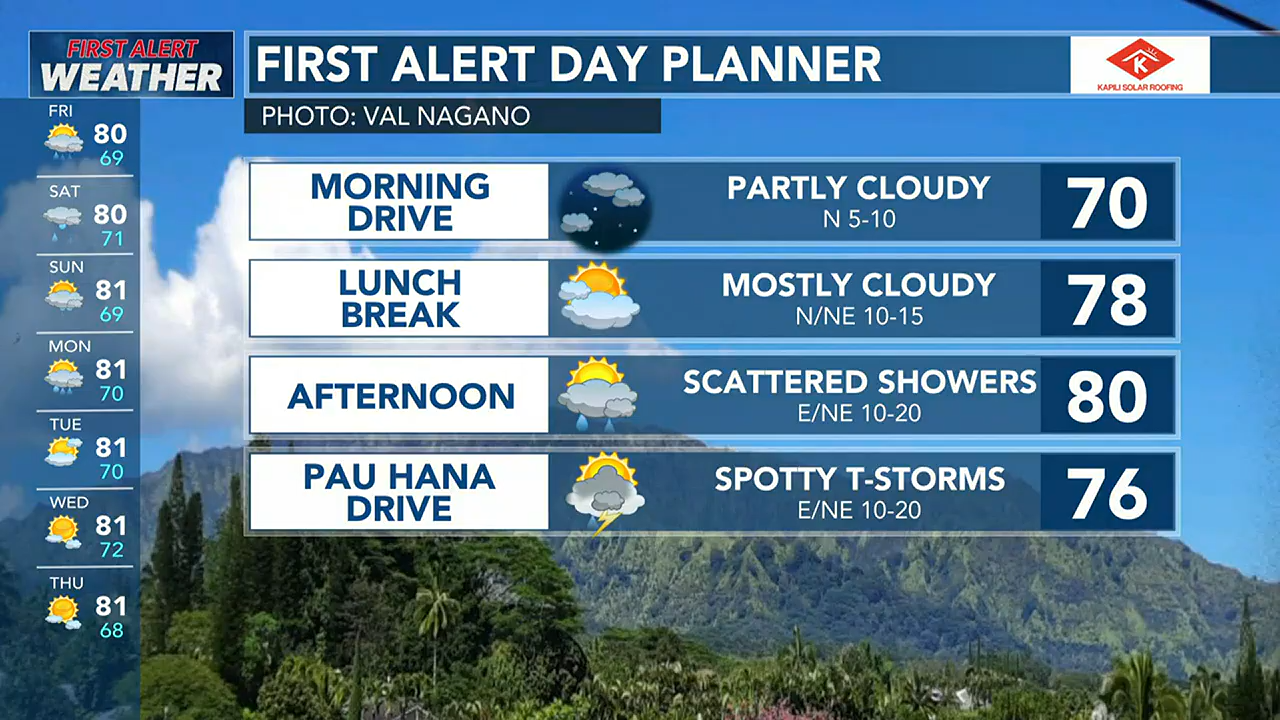 FIRST ALERT
WEATHER
FIRST ALERT DAY PLANNER
K
KAPILI SOLAR ROOFING
PHOTO: VAL NAGANO
FRI
80
69
SAT
80
71
SUN
81
69
MON
81
70
TUE
81
70
WED
81
72
THU
81
68
MORNING
DRIVE
PARTLY CLOUDY
N 5-10
70
LUNCH
BREAK
MOSTLY CLOUDY
N/NE 10-15
78
AFTERNOON
SCATTERED SHOWERS
E/NE 10-20
80
PAU HANA
DRIVE
SPOTTY T-STORMS
E/NE 10-20
76